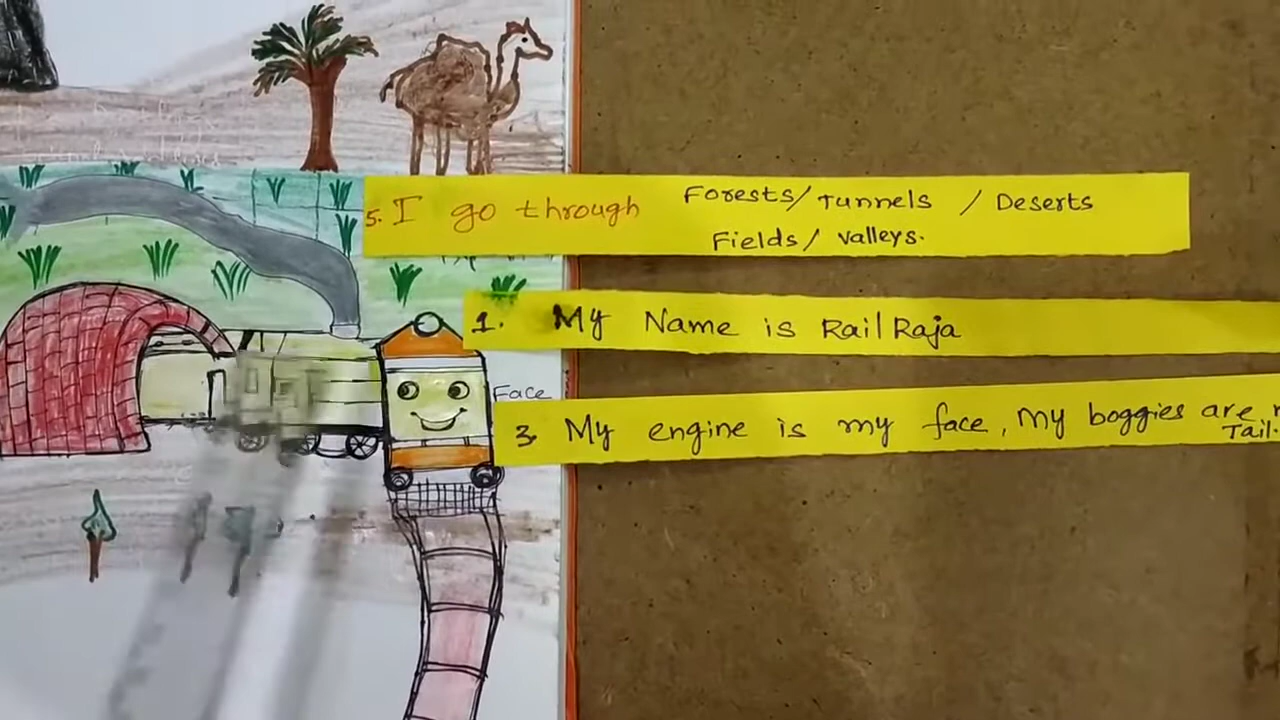 5. I go through Forests/Tunnels / Deserts
Fields/ valleys.
1. My Name is RailRaja
Face
3. My engine is my face, My boggies are
Tail.